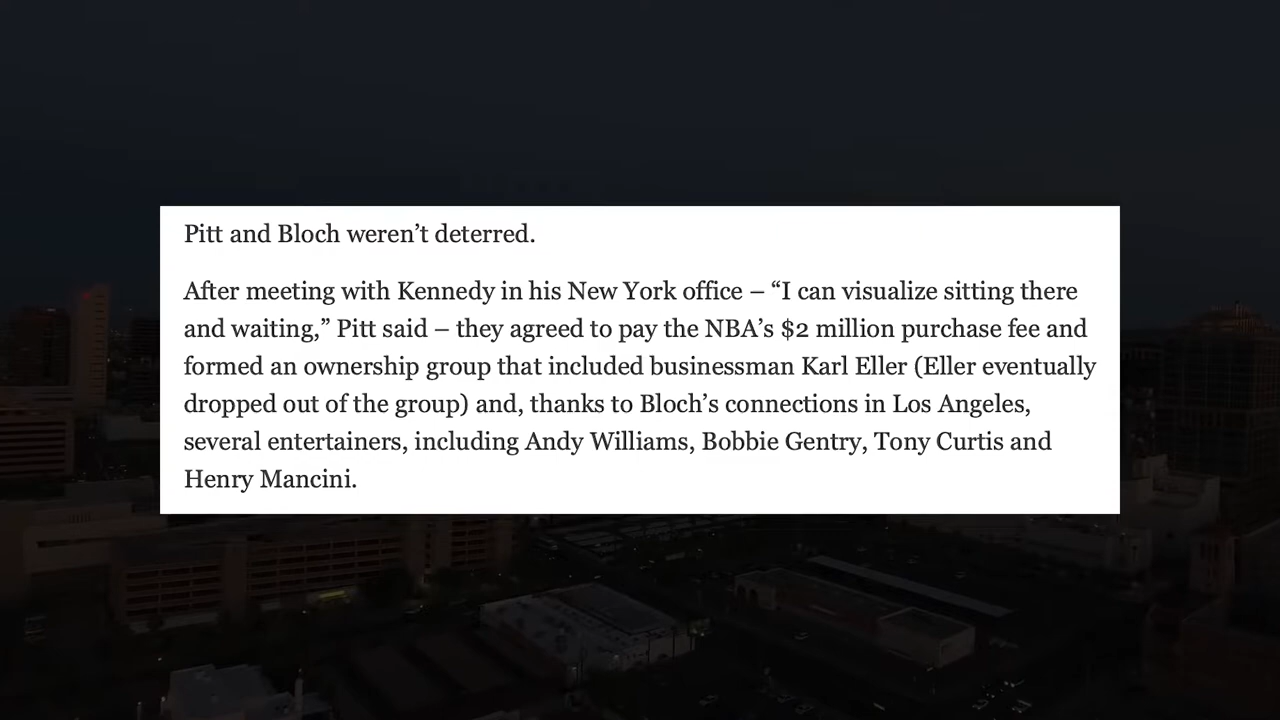 Pitt and Bloch weren’t deterred.
After meeting with Kennedy in his New York office – “I can visualize sitting there
and waiting,” Pitt said – they agreed to pay the NBA’s $2 million purchase fee and
formed an ownership group that included businessman Karl Eller (Eller eventually
dropped out of the group) and, thanks to Bloch’s connections in Los Angeles,
several entertainers, including Andy Williams, Bobbie Gentry, Tony Curtis and
Henry Mancini.